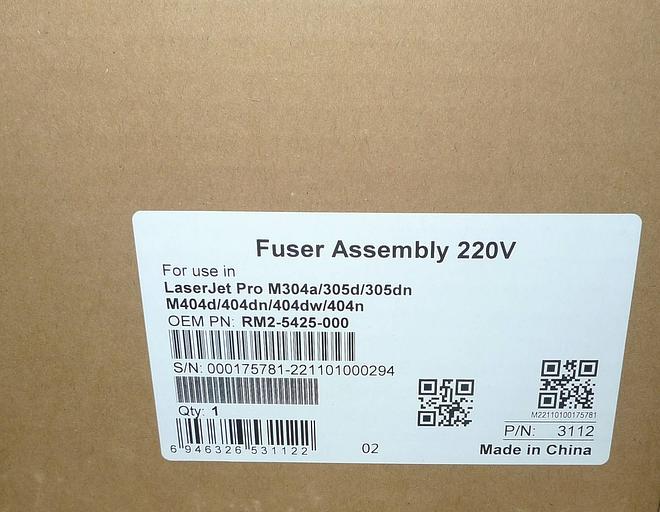 Fuser Assembly 220V
For use in
LaserJet Pro M304a/305d/305dn
M404d/404dn/404dw/404n
OEM PN: RM2-5425-000
S/N: 000175781-221101000294
Qty: 1
6 946326 531122
02
M22110100175781
P/N: 3112
Made in China